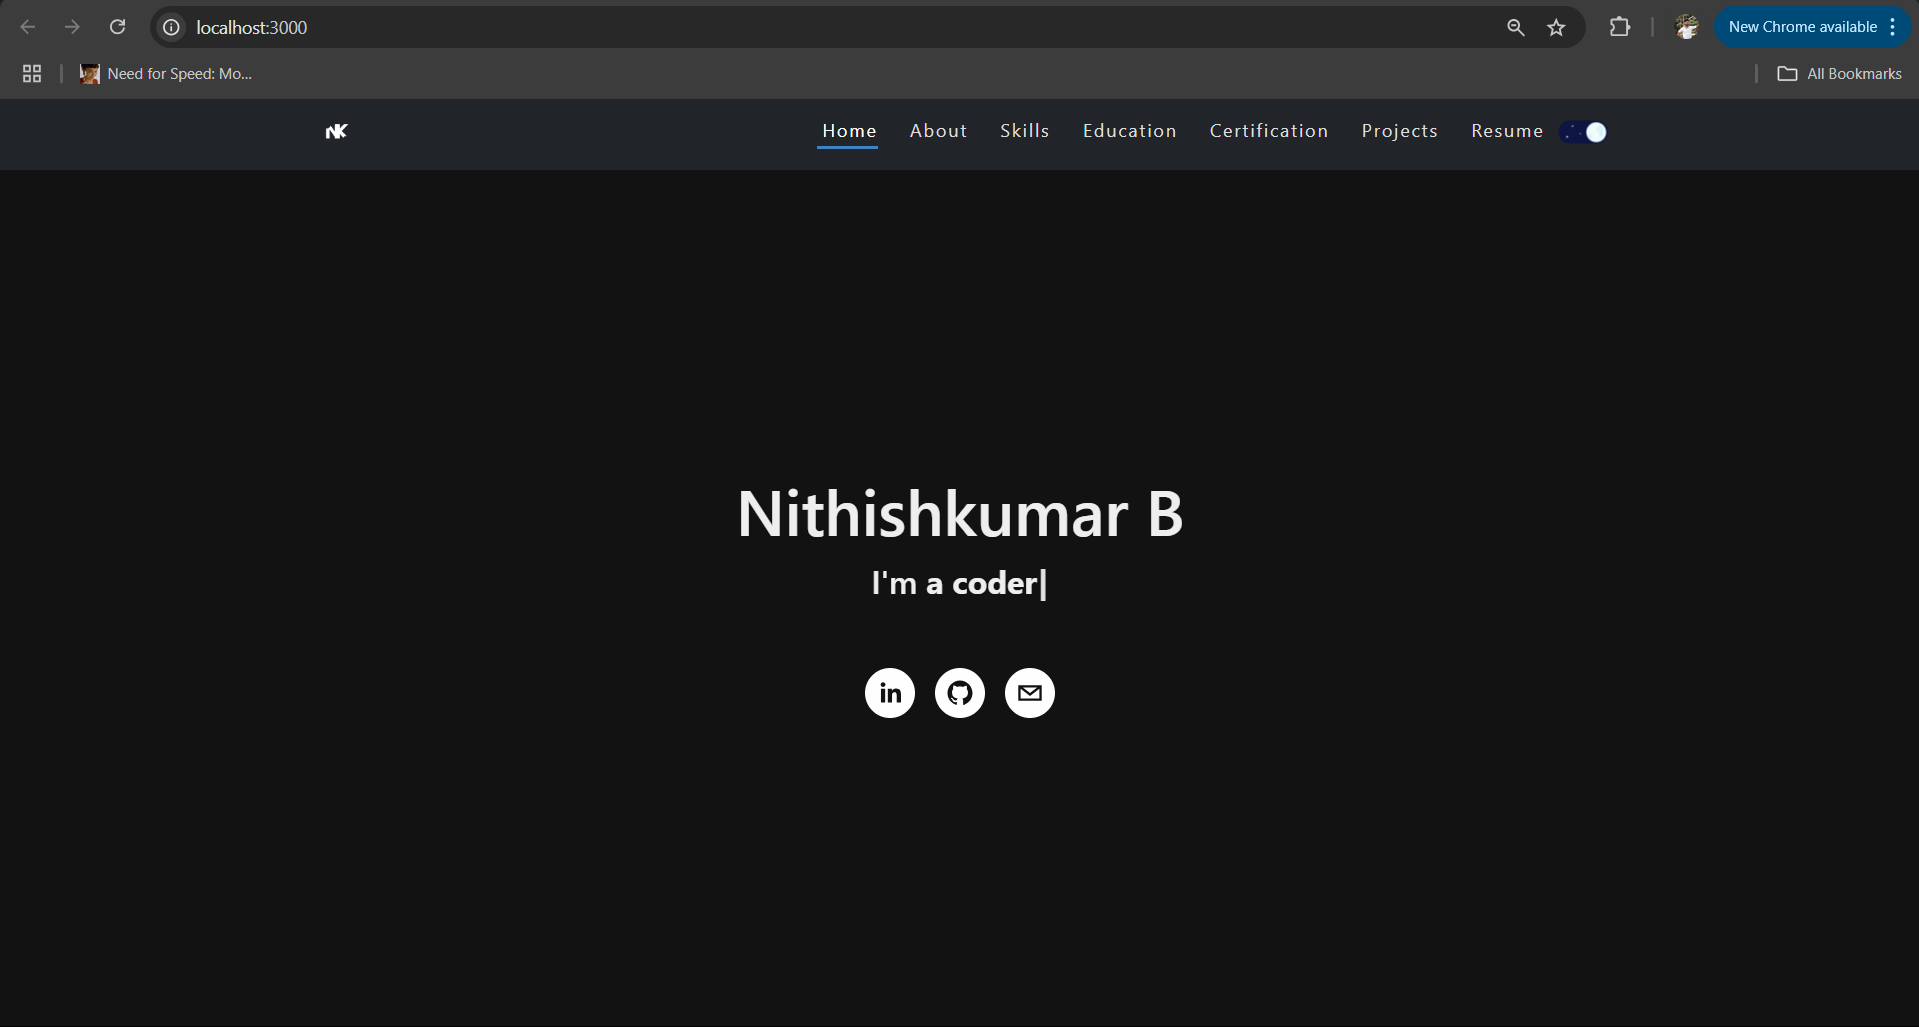 localhost:3000
New Chrome available
Need for Speed: Mo...
All Bookmarks
NK
Home About Skills Education Certification Projects Resume
Nithishkumar B
I'm a coder|
in